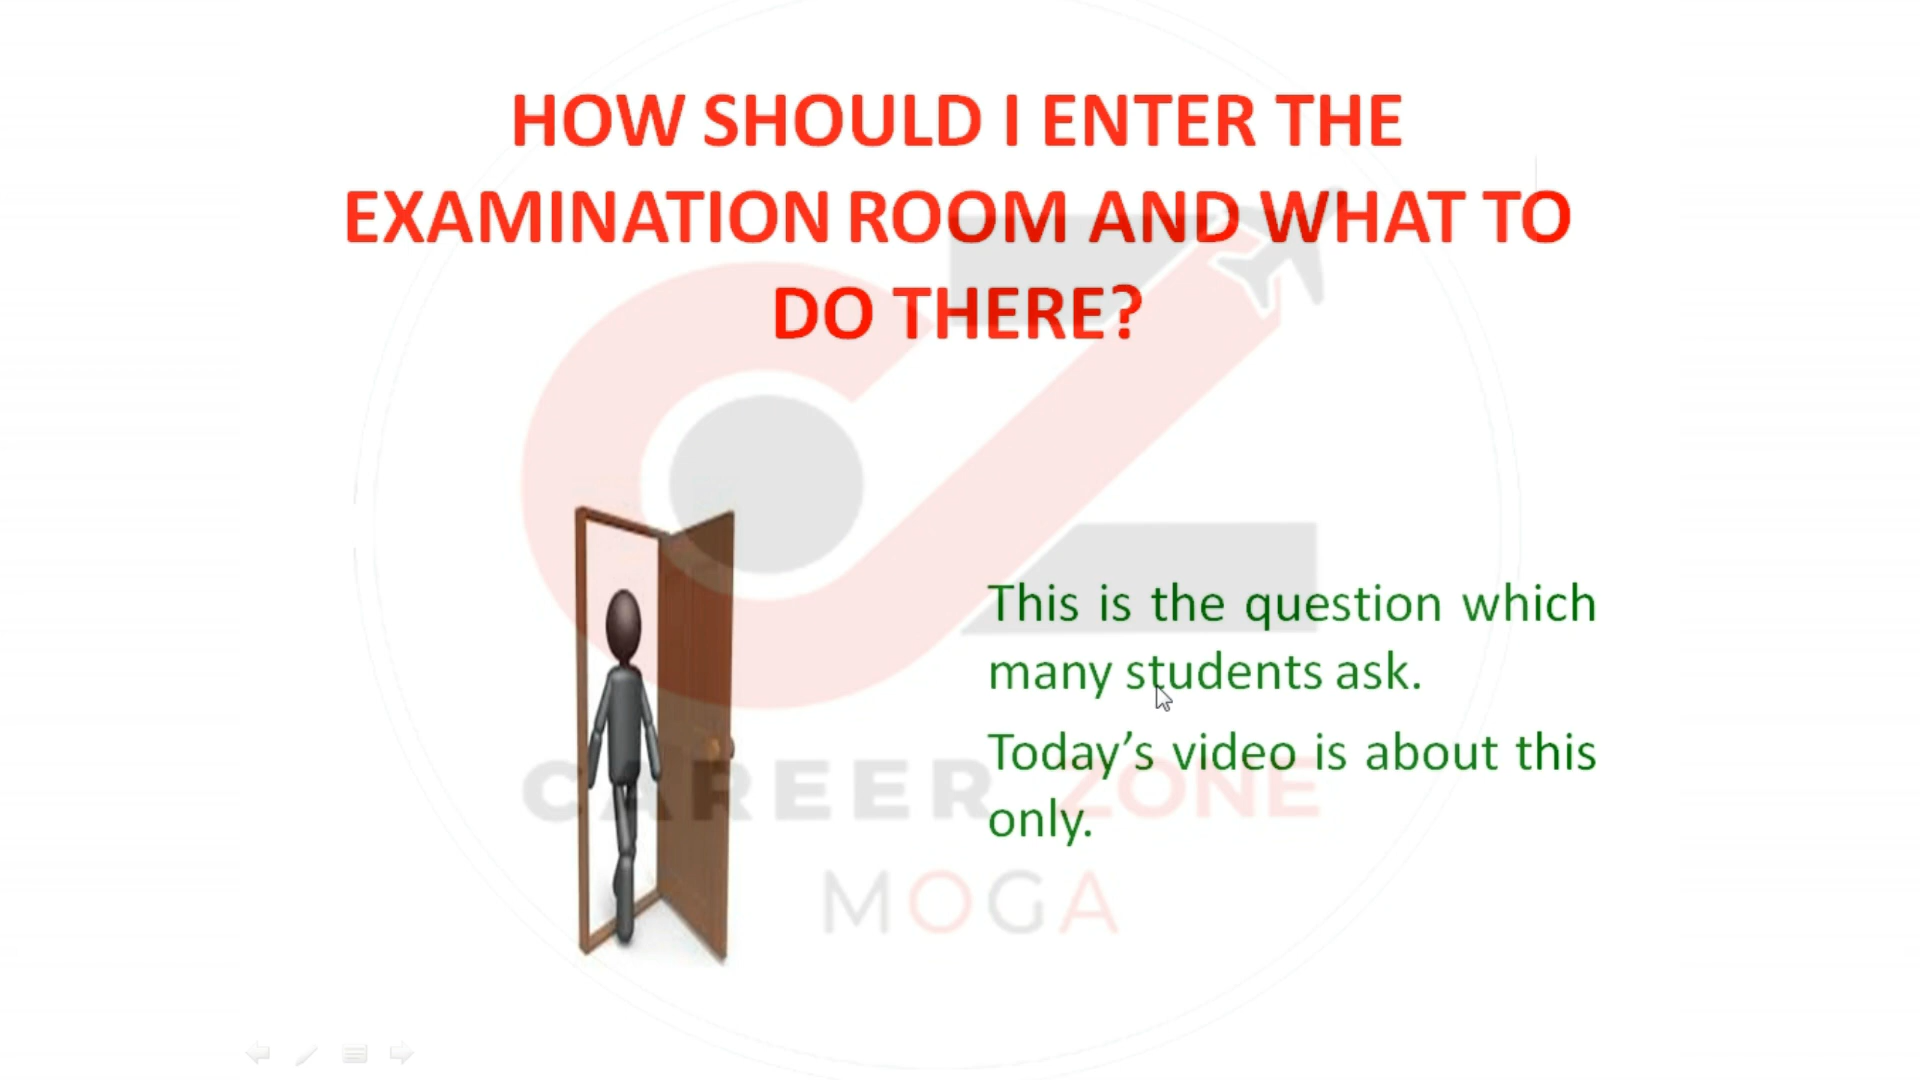 HOW SHOULD I ENTER THE
EXAMINATION ROOM AND WHAT TO
DO THERE?
This is the question which
many students ask.
Today's video is about this
only.
CAREER ZONE
MOGA